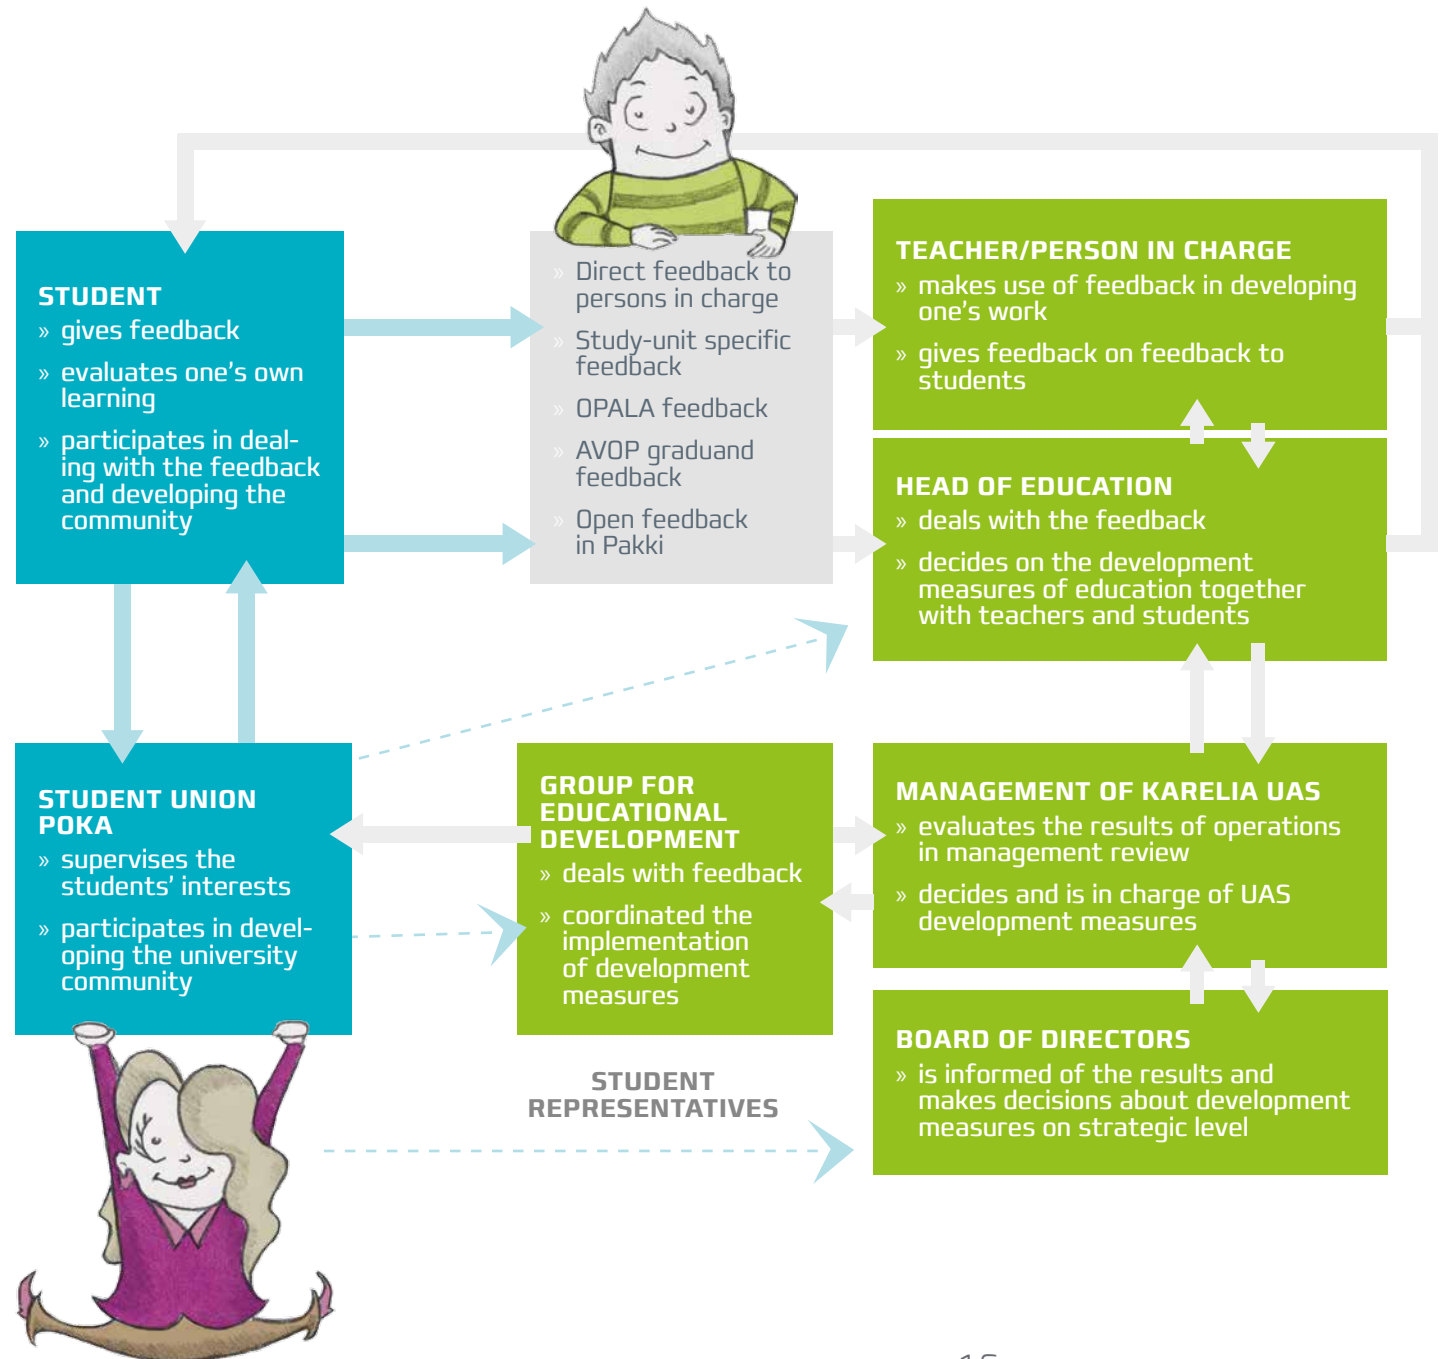 STUDENT
» gives feedback
» evaluates one's own
learning
» participates in deal-
ing with the feedback
and developing the
community
» Direct feedback to
persons in charge
» Study-unit specific
feedback
» OPALA feedback
» AVOP graduand
feedback
» Open feedback
in Pakki
TEACHER/PERSON IN CHARGE
» makes use of feedback in developing
one's work
» gives feedback on feedback to
students
HEAD OF EDUCATION
» deals with the feedback
» decides on the development
measures of education together
with teachers and students
STUDENT UNION
POKA
» supervises the
students' interests
» participates in devel-
oping the university
community
GROUP FOR
EDUCATIONAL
DEVELOPMENT
» deals with feedback
» coordinated the
implementation
of development
measures
MANAGEMENT OF KARELIA UAS
» evaluates the results of operations
in management review
» decides and is in charge of UAS
development measures
BOARD OF DIRECTORS
» is informed of the results and
makes decisions about development
measures on strategic level
STUDENT
REPRESENTATIVES